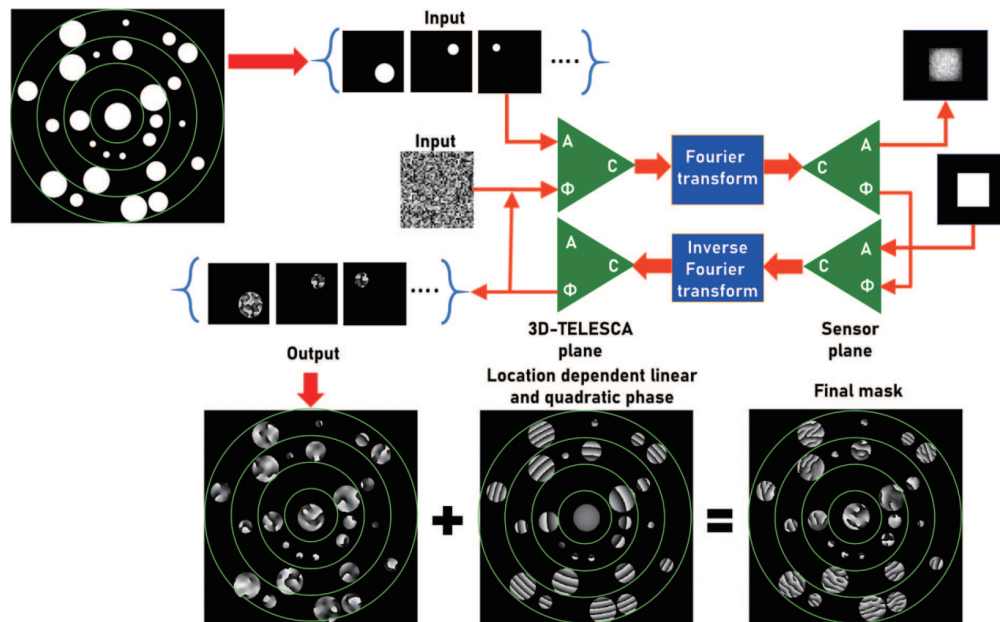 Input
....
Input
A
Φ
C
Fourier
transform
C
A
Φ
A
Φ
C
Inverse
Fourier
transform
C
A
Φ
....
3D-TELESCA
plane
Sensor
plane
Output
Location dependent linear
and quadratic phase
Final mask
+
=